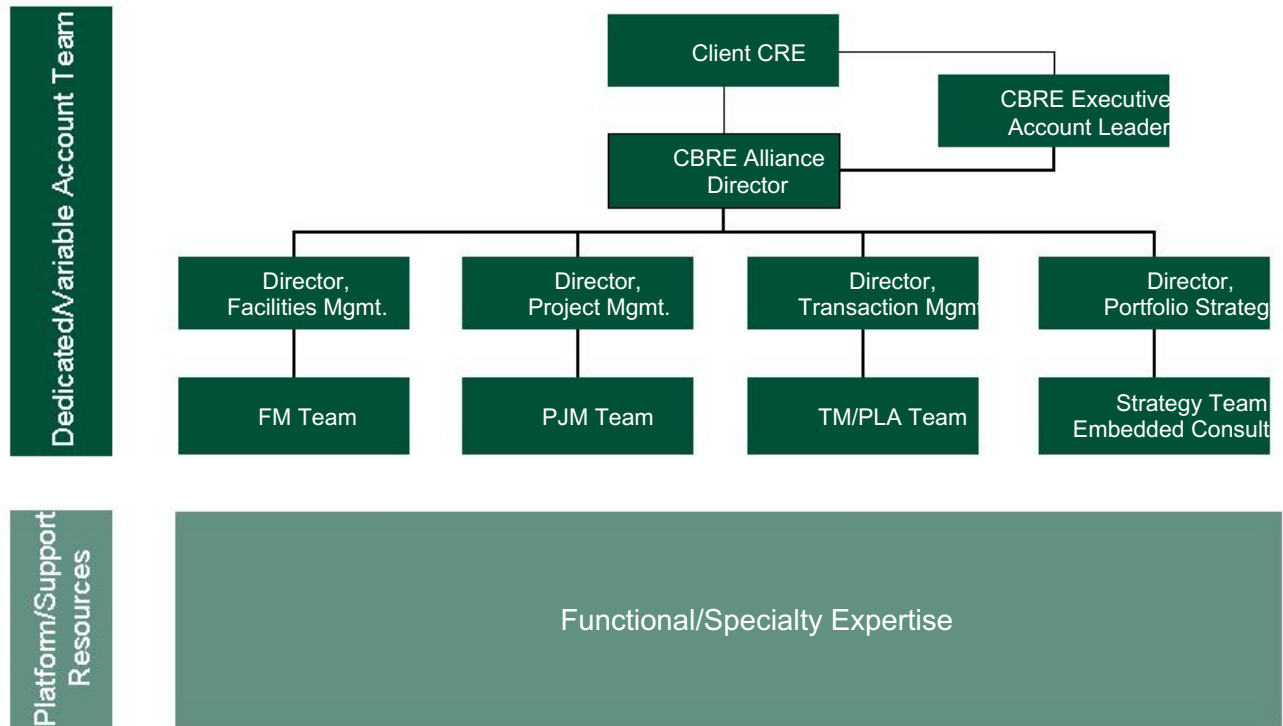 Dedicated/Variable Account Team
Client CRE
CBRE Executive
Account Leader
CBRE Alliance
Director
Director,
Facilities Mgmt.
Director,
Project Mgmt.
Director,
Transaction Mgmt
Director,
Portfolio Strateg
FM Team
PJM Team
TM/PLA Team
Strategy Team
Embedded Consult
Platform/Support
Resources
Functional/Specialty Expertise